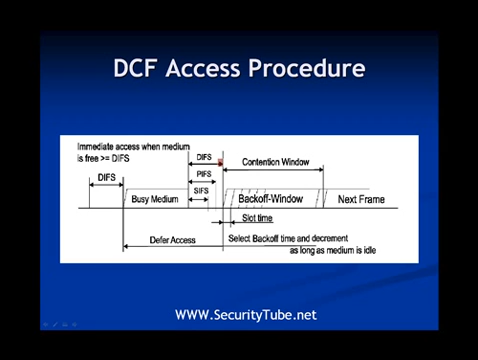 DCF Access Procedure
Immediate access when medium
is free >= DIFS
DIFS
DIFS
PIFS
SIFS
Contention Window
Busy Medium
Backoff-Window
Next Frame
Slot time
Defer Access
Select Backoff time and decrement
as long as medium is idle
WWW.SecurityTube.net